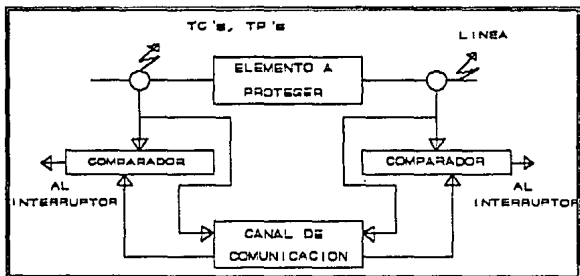 TC's, TP's
LINEA
ELEMENTO A
PROTEGER
COMPARADOR
COMPARADOR
AL
INTERRUPTOR
AL
INTERRUPTOR
CANAL DE
COMUNICACION